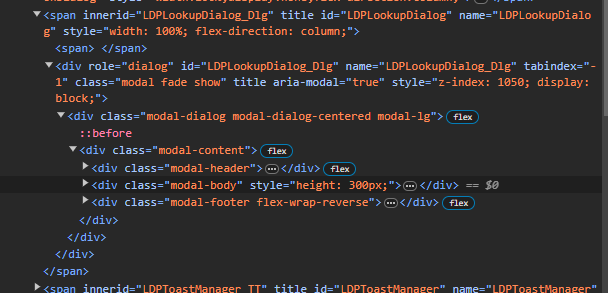 <span innerid="LDPLookupDialog_Dlg" title id="LDPLookupDialog" name="LDPLookupDialo
g" style="width: 100%; flex-direction: column;">
<span> </span>
<div role="dialog" id="LDPLookupDialog_Dlg" name="LDPLookupDialog_Dlg" tabindex="-
1" class="modal fade show" title aria-modal="true" style="z-index: 1050; display:
block;">
<div class="modal-dialog modal-dialog-centered modal-lg"> flex
::before
<div class="modal-content"> flex
<div class="modal-header">…</div> flex
<div class="modal-body" style="height: 300px;">…</div> == $0
<div class="modal-footer flex-wrap-reverse">…</div> flex
</div>
</div>
</div>
</span>
<span innerid="LDPToastManager_TT" title id="LDPToastManager" name="LDPToastManager"